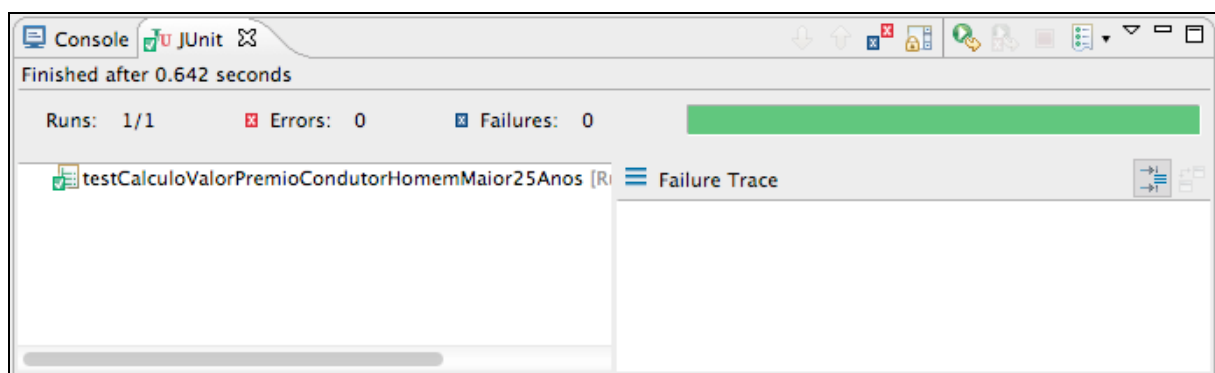 Console JUnit
Finished after 0.642 seconds
Runs: 1/1 Errors: 0 Failures: 0
testCalculoValorPremioCondutorHomemMaior25Anos Failure Trace